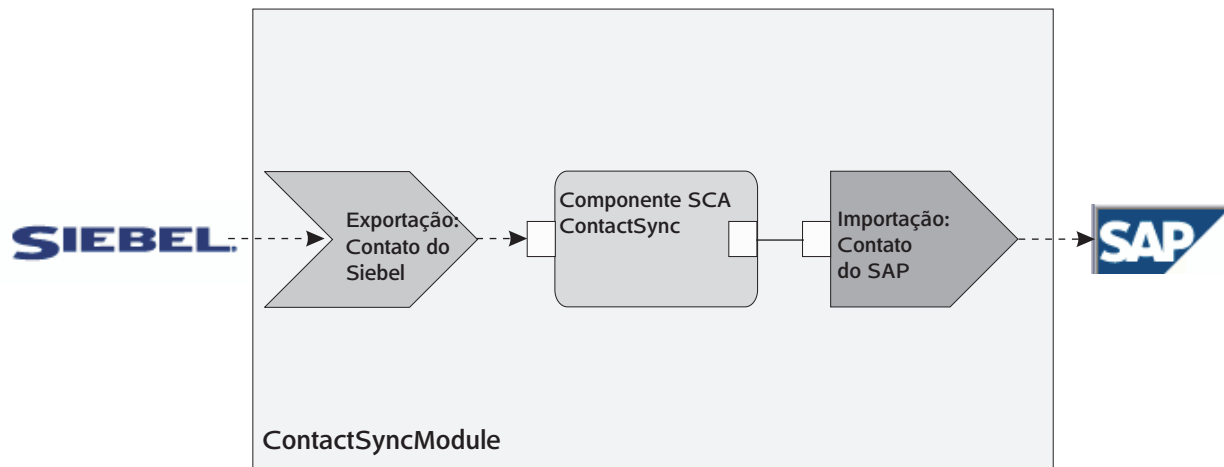 SIEBEL.
Exportação:
Contato do
Siebel
Componente SCA
ContactSync
Importação:
Contato
do SAP
SAP
ContactSyncModule